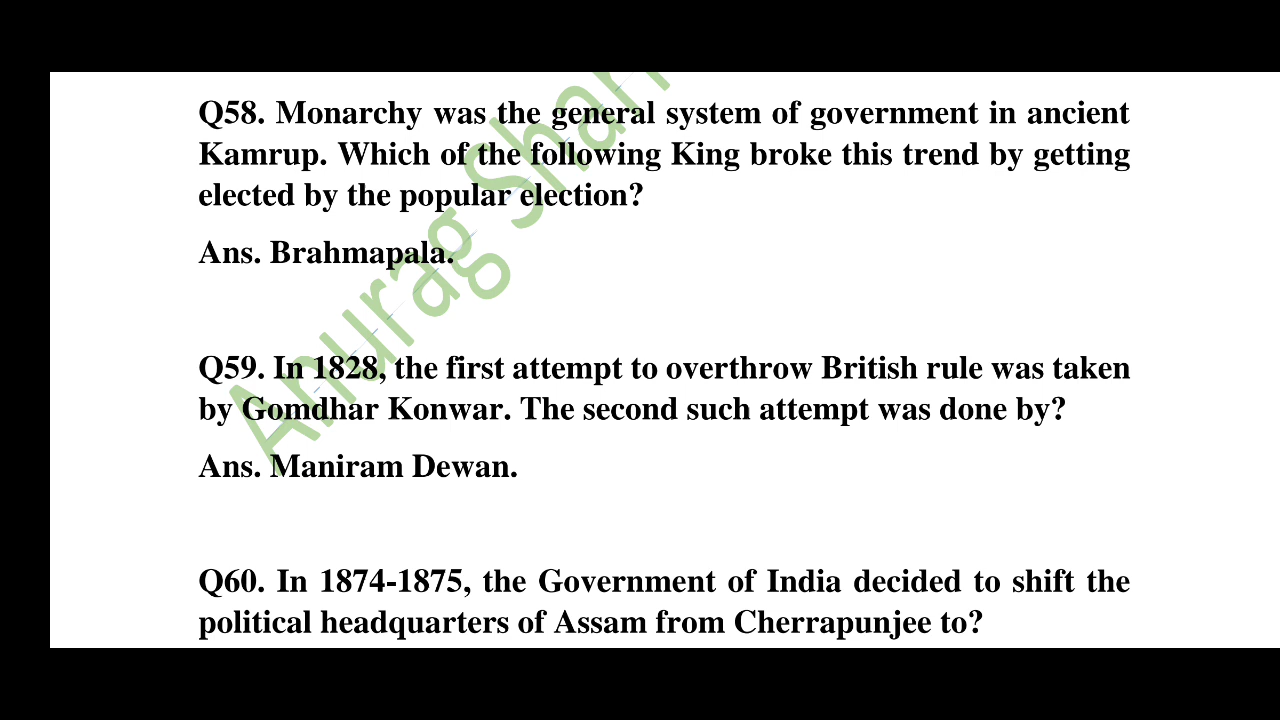 Q58. Monarchy was the general system of government in ancient
Kamrup. Which of the following King broke this trend by getting
elected by the popular election?
Ans. Brahmapala.
Q59. In 1828, the first attempt to overthrow British rule was taken
by Gomdhar Konwar. The second such attempt was done by?
Ans. Maniram Dewan.
Q60. In 1874-1875, the Government of India decided to shift the
political headquarters of Assam from Cherrapunjee to?
Anurag